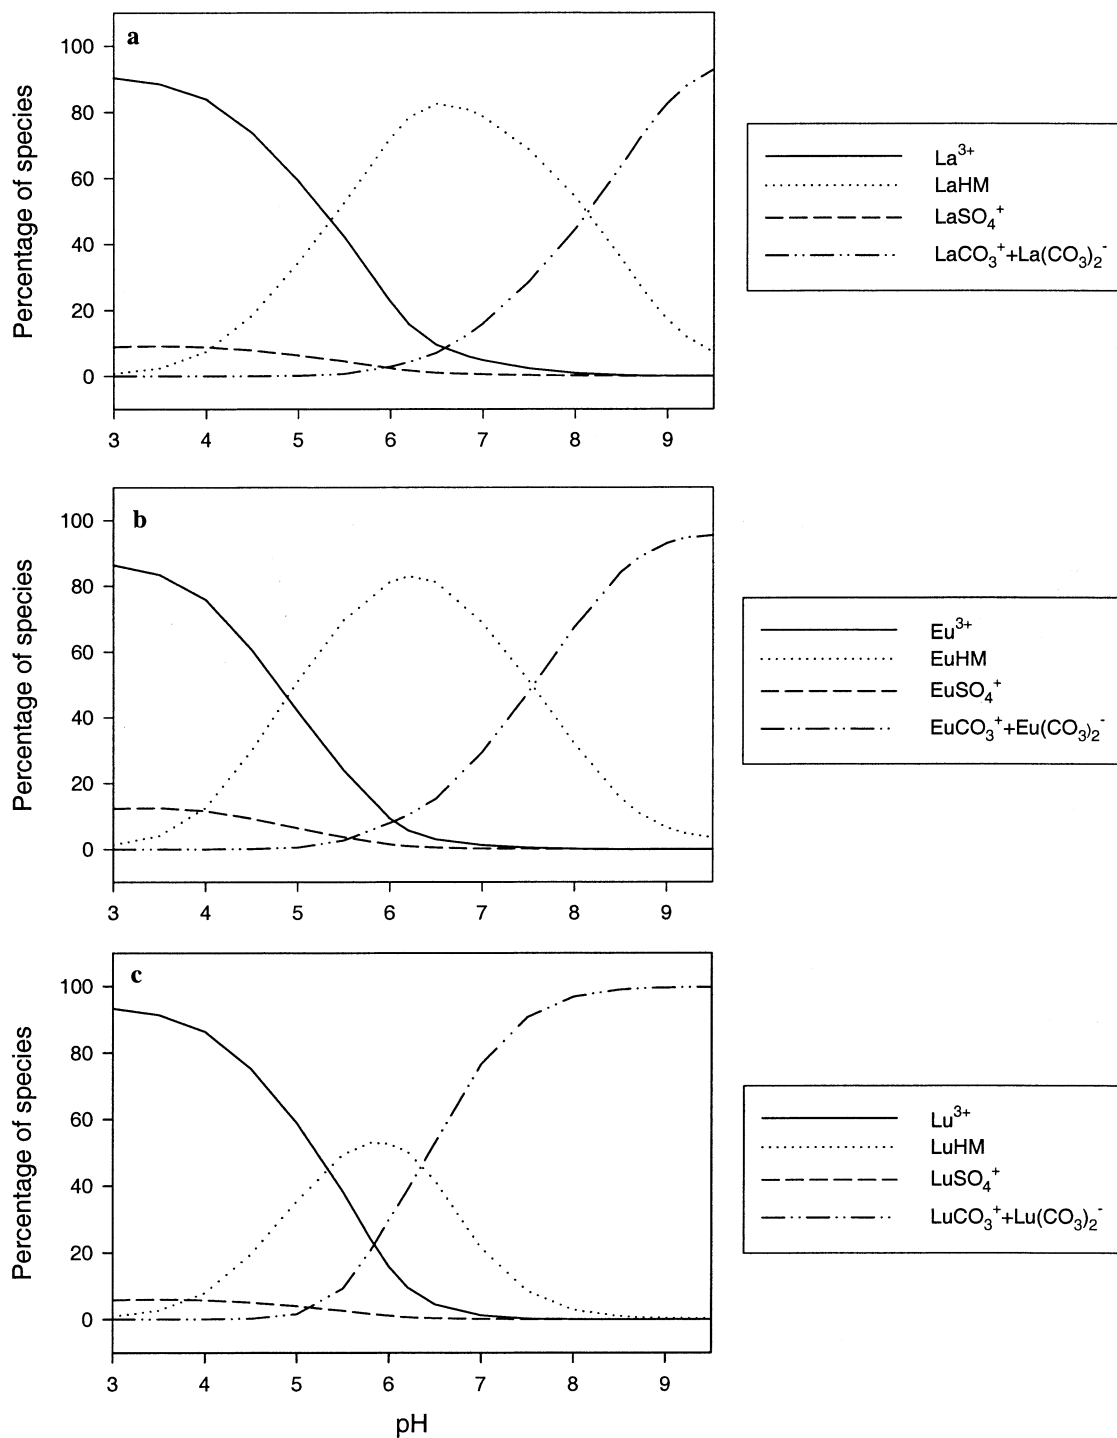 a
Percentage of species
100
80
60
40
20
0
3 4 5 6 7 8 9
La³⁺
LaHM
LaSO₄⁺
LaCO₃⁺+La(CO₃)₂⁻
b
Percentage of species
100
80
60
40
20
0
3 4 5 6 7 8 9
Eu³⁺
EuHM
EuSO₄⁺
EuCO₃⁺+Eu(CO₃)₂⁻
c
Percentage of species
100
80
60
40
20
0
3 4 5 6 7 8 9
pH
Lu³⁺
LuHM
LuSO₄⁺
LuCO₃⁺+Lu(CO₃)₂⁻